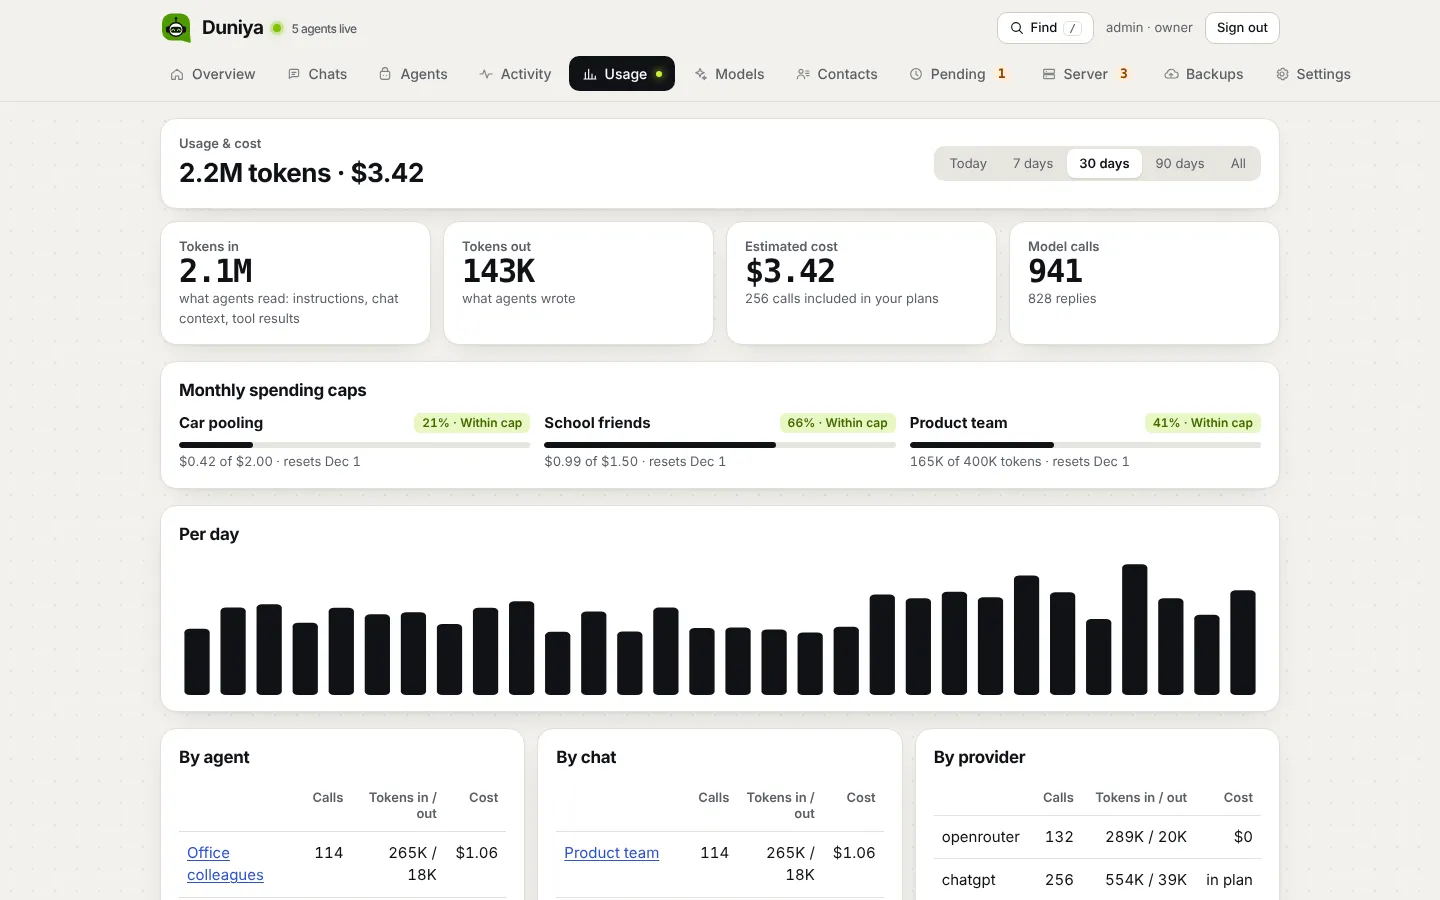 Duniya
5 agents live
Find /
admin · owner
Sign out
Overview
Chats
Agents
Activity
Usage
Models
Contacts
Pending 1
Server 3
Backups
Settings
Usage & cost
2.2M tokens · $3.42
Today
7 days
30 days
90 days
All
Tokens in
2.1M
what agents read: instructions, chat
context, tool results
Tokens out
143K
what agents wrote
Estimated cost
$3.42
256 calls included in your plans
Model calls
941
828 replies
Monthly spending caps
Car pooling
21% · Within cap
$0.42 of $2.00 · resets Dec 1
School friends
66% · Within cap
$0.99 of $1.50 · resets Dec 1
Product team
41% · Within cap
165K of 400K tokens · resets Dec 1
Per day
By agent
Calls Tokens in / Cost
out
Office 114 265K / $1.06
colleagues 18K
By chat
Calls Tokens in / Cost
out
Product team 114 265K / $1.06
18K
By provider
Calls Tokens in / out Cost
openrouter 132 289K / 20K $0
chatgpt 256 554K / 39K in plan